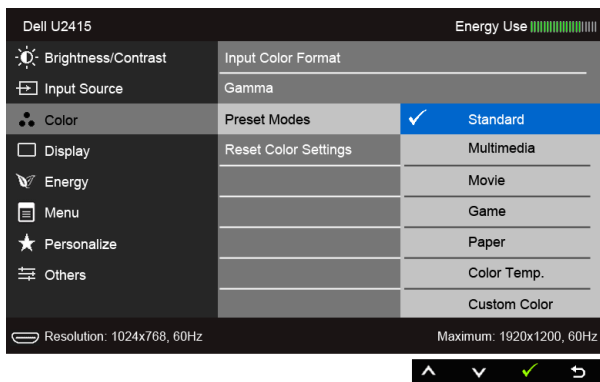 Dell U2415 Energy Use
Brightness/Contrast Input Color Format
Input Source Gamma
Color Preset Modes Standard
Display Reset Color Settings Multimedia
Energy Movie
Menu Game
Personalize Paper
Others Color Temp.
Custom Color
Resolution: 1024x768, 60Hz Maximum: 1920x1200, 60Hz